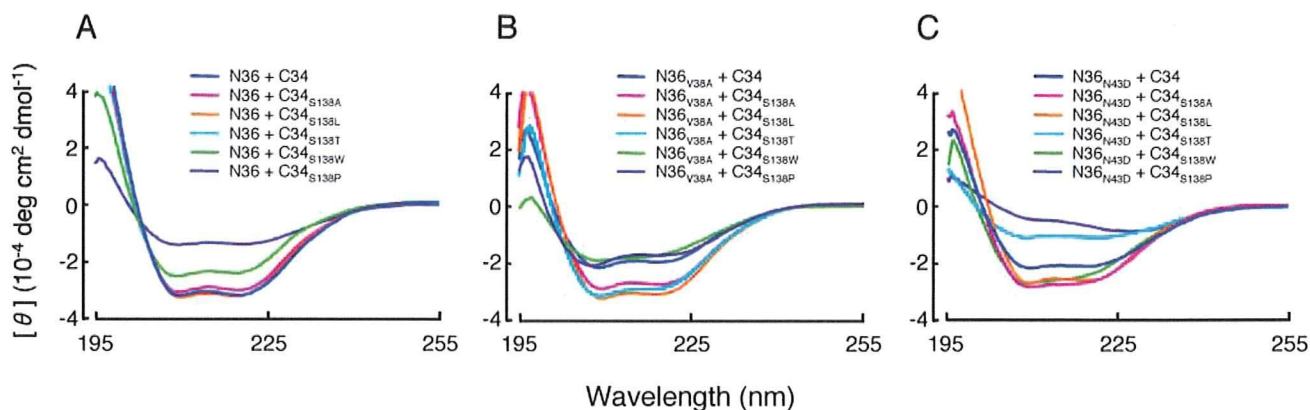 A
B
C
N36 + C34
N36 + C34S138A
N36 + C34S138L
N36 + C34S138T
N36 + C34S138W
N36 + C34S138P
N36V38A + C34
N36V38A + C34S138A
N36V38A + C34S138L
N36V38A + C34S138T
N36V38A + C34S138W
N36V38A + C34S138P
N36N43D + C34
N36N43D + C34S138A
N36N43D + C34S138L
N36N43D + C34S138T
N36N43D + C34S138W
N36N43D + C34S138P
[θ] (10⁻⁴ deg cm² dmol⁻¹)
4
2
0
-2
-4
195
225
255
4
2
0
-2
-4
195
225
255
4
2
0
-2
-4
195
225
255
Wavelength (nm)